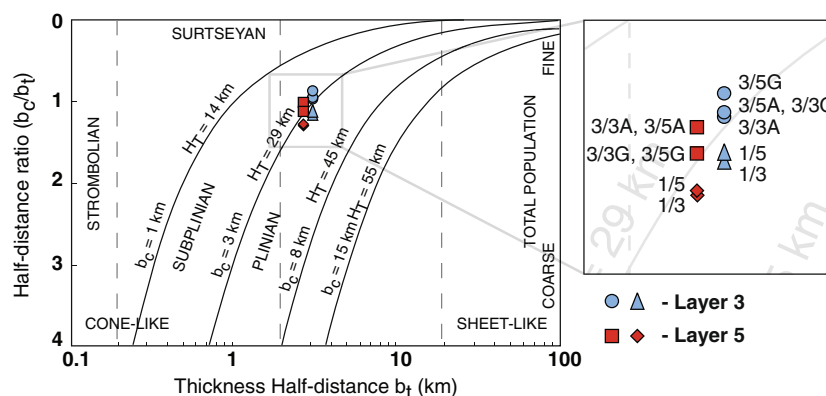 0
1
2
3
4
Half-distance ratio (bc/bt)
0.1
1
10
100
Thickness Half-distance bt (km)
SURTSEYAN
STROMBOLIAN
SUBPLINIAN
PLINIAN
CONE-LIKE
SHEET-LIKE
FINE
TOTAL POPULATION
COARSE
HT = 14 km
HT = 29 km
HT = 45 km
HT = 55 km
bc = 1 km
bc = 3 km
bc = 8 km
bc = 15 km
3/5G
3/5A, 3/3G
3/3A
3/3A, 3/5A
3/3G, 3/5G
1/5
1/3
1/5
1/3
= 29 km
km
- Layer 3
- Layer 5